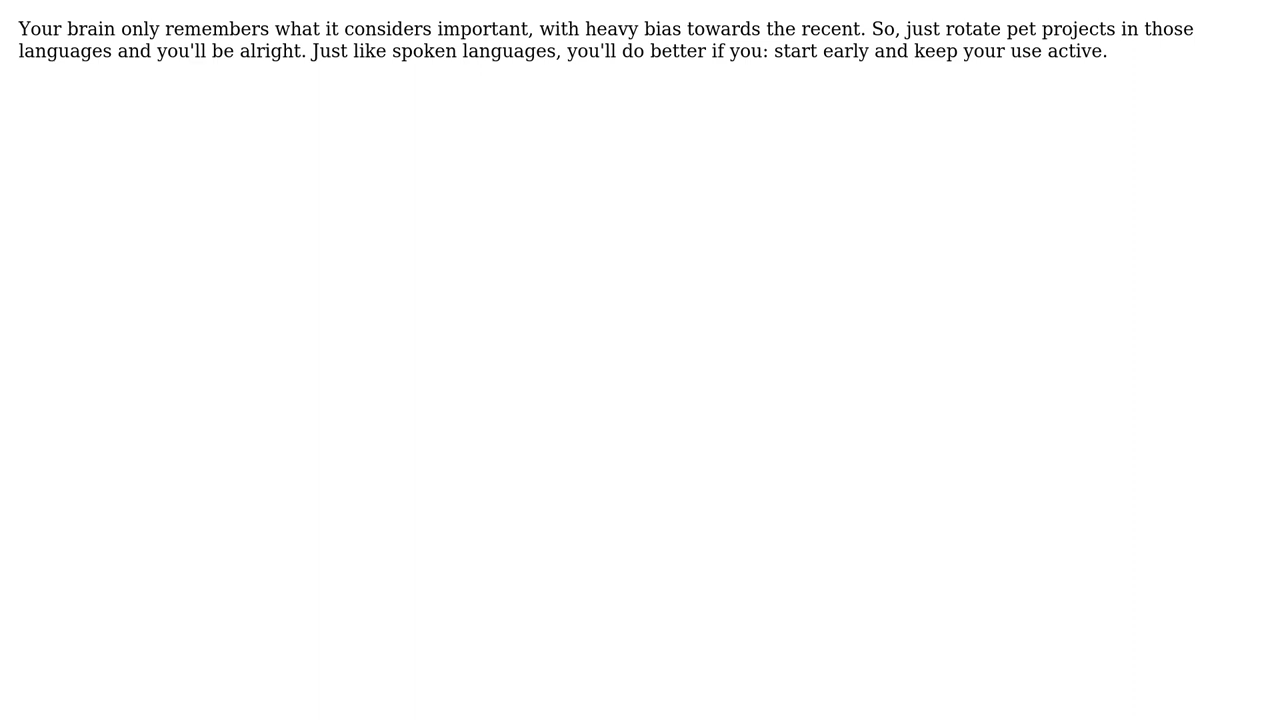 Your brain only remembers what it considers important, with heavy bias towards the recent. So, just rotate pet projects in those
languages and you'll be alright. Just like spoken languages, you'll do better if you: start early and keep your use active.